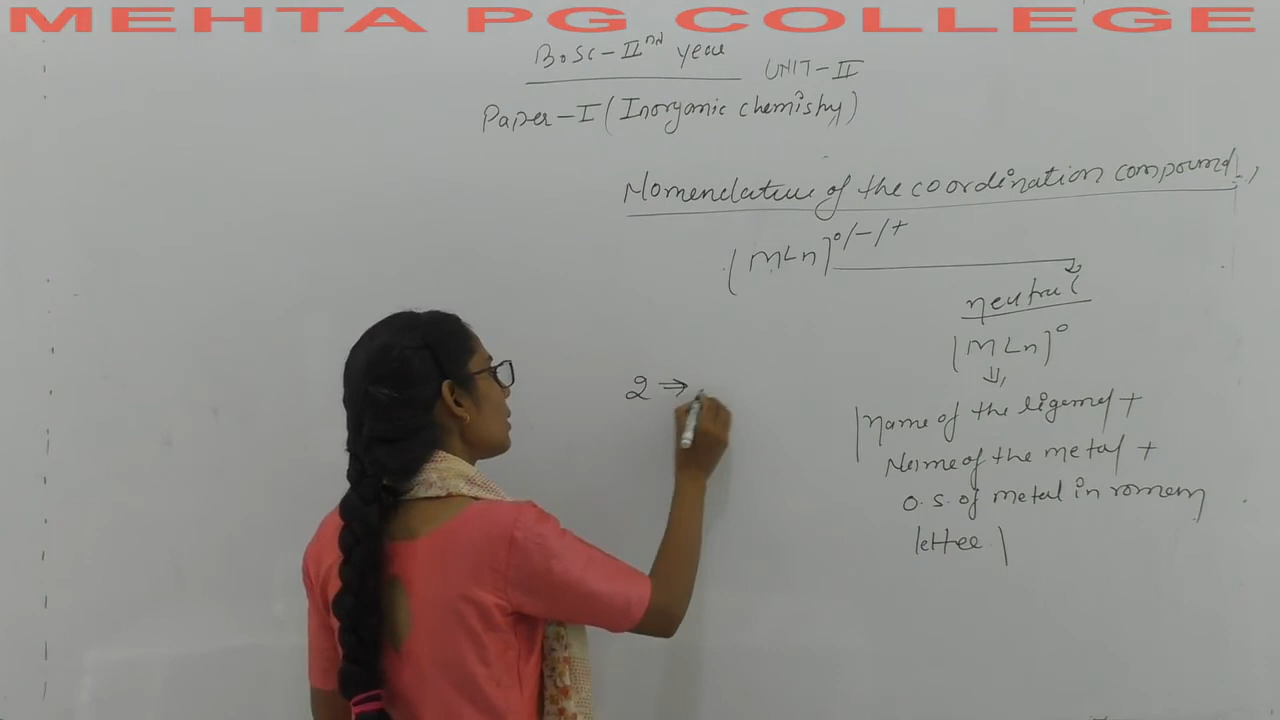 MEHTA PG COLLEGE
B.Sc-IInd year
UNIT-II
Paper-I (Inorganic chemistry)
Nomenclature of the coordination compound:,
[MLn]0/-/+
neutral
[MLn]0
⇓,
|Name of the ligand +
Name of the metal +
O.S. of metal in roman
letter.|
2 ⇒